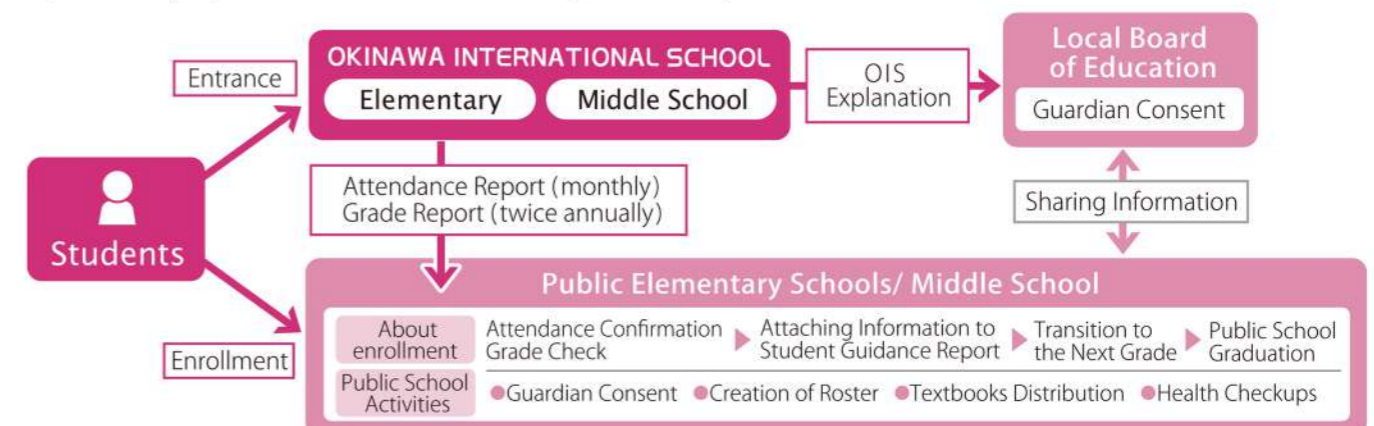 Entrance
OKINAWA INTERNATIONAL SCHOOL
Elementary
Middle School
OIS
Explanation
Local Board
of Education
Guardian Consent
Students
Attendance Report (monthly)
Grade Report (twice annually)
Sharing Information
Enrollment
Public Elementary Schools/ Middle School
About
enrollment
Attendance Confirmation
Grade Check
Attaching Information to
Student Guidance Report
Transition to
the Next Grade
Public School
Graduation
Public School
Activities
●Guardian Consent ●Creation of Roster ●Textbooks Distribution ●Health Checkups